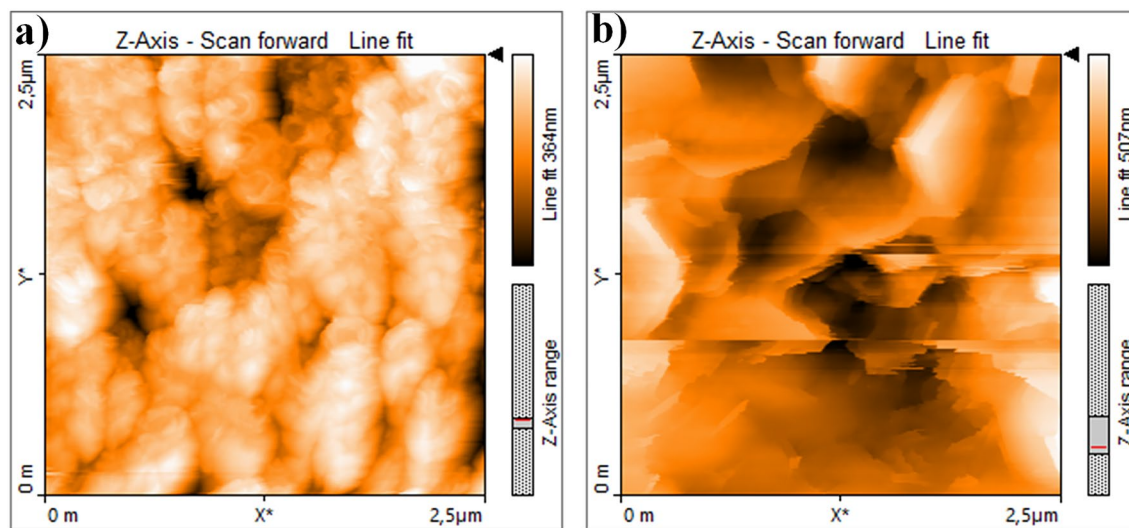 a)
Z-Axis - Scan forward Line fit
2,5µm
Y*
0 m
0 m
X*
2,5µm
Line fit 364nm
Z-Axis range
b)
Z-Axis - Scan forward Line fit
2,5µm
Y*
0 m
0 m
X*
2,5µm
Line fit 507nm
Z-Axis range